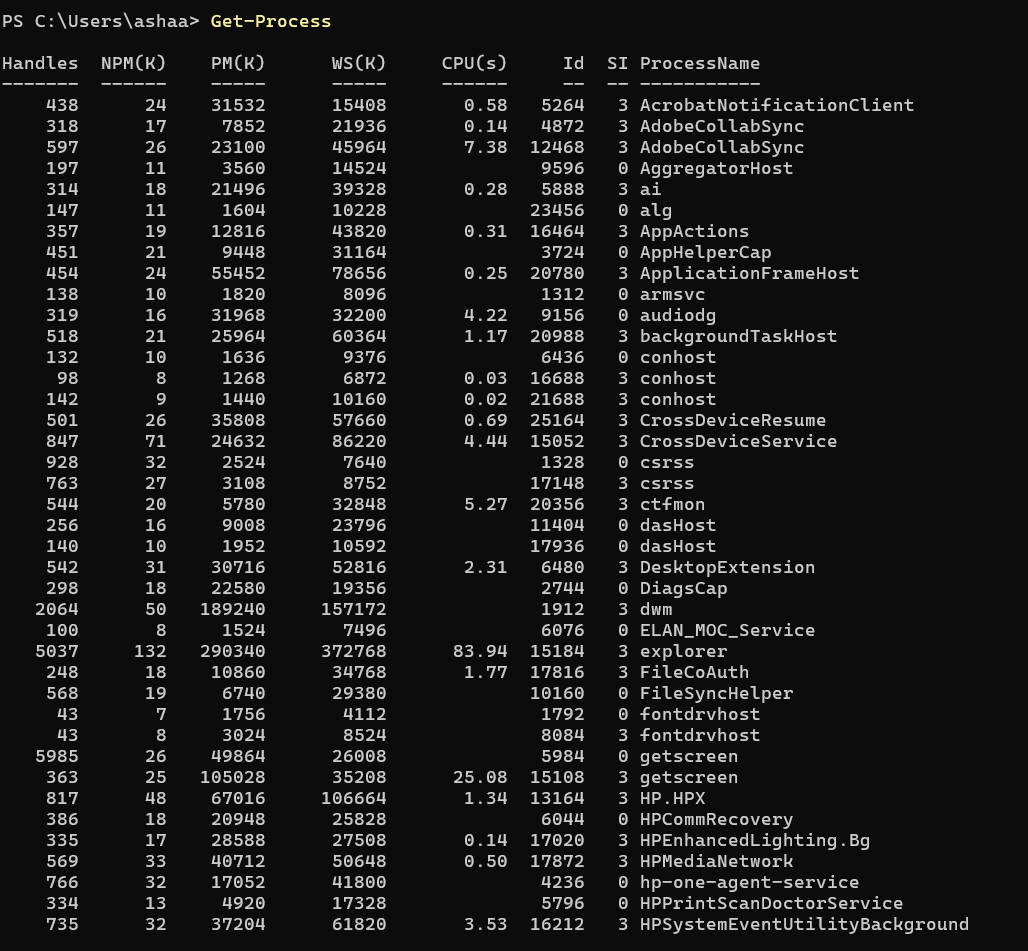 PS C:\Users\ashaa> Get-Process
Handles  NPM(K)    PM(K)      WS(K)     CPU(s)     Id  SI ProcessName
-------  ------    -----      -----     ------     --  -- -----------
    438      24    31532      15408       0.58   5264   3 AcrobatNotificationClient
    318      17     7852      21936       0.14   4872   3 AdobeCollabSync
    597      26    23100      45964       7.38  12468   3 AdobeCollabSync
    197      11     3560      14524              9596   0 AggregatorHost
    314      18    21496      39328       0.28   5888   3 ai
    147      11     1604      10228             23456   0 alg
    357      19    12816      43820       0.31  16464   3 AppActions
    451      21     9448      31164              3724   0 AppHelperCap
    454      24    55452      78656       0.25  20780   3 ApplicationFrameHost
    138      10     1820       8096              1312   0 armsvc
    319      16    31968      32200       4.22   9156   0 audiodg
    518      21    25964      60364       1.17  20988   3 backgroundTaskHost
    132      10     1636       9376              6436   0 conhost
     98       8     1268       6872       0.03  16688   3 conhost
    142       9     1440      10160       0.02  21688   3 conhost
    501      26    35808      57660       0.69  25164   3 CrossDeviceResume
    847      71    24632      86220       4.44  15052   3 CrossDeviceService
    928      32     2524       7640              1328   0 csrss
    763      27     3108       8752             17148   3 csrss
    544      20     5780      32848       5.27  20356   3 ctfmon
    256      16     9008      23796             11404   0 dasHost
    140      10     1952      10592             17936   0 dasHost
    542      31    30716      52816       2.31   6480   3 DesktopExtension
    298      18    22580      19356              2744   0 DiagsCap
   2064      50   189240     157172              1912   3 dwm
    100       8     1524       7496              6076   0 ELAN_MOC_Service
   5037     132   290340     372768      83.94  15184   3 explorer
    248      18    10860      34768       1.77  17816   3 FileCoAuth
    568      19     6740      29380             10160   0 FileSyncHelper
     43       7     1756       4112              1792   0 fontdrvhost
     43       8     3024       8524              8084   3 fontdrvhost
   5985      26    49864      26008              5984   0 getscreen
    363      25   105028      35208      25.08  15108   3 getscreen
    817      48    67016     106664       1.34  13164   3 HP.HPX
    386      18    20948      25828              6044   0 HPCommRecovery
    335      17    28588      27508       0.14  17020   3 HPEnhancedLighting.Bg
    569      33    40712      50648       0.50  17872   3 HPMediaNetwork
    766      32    17052      41800              4236   0 hp-one-agent-service
    334      13     4920      17328              5796   0 HPPrintScanDoctorService
    735      32    37204      61820       3.53  16212   3 HPSystemEventUtilityBackground